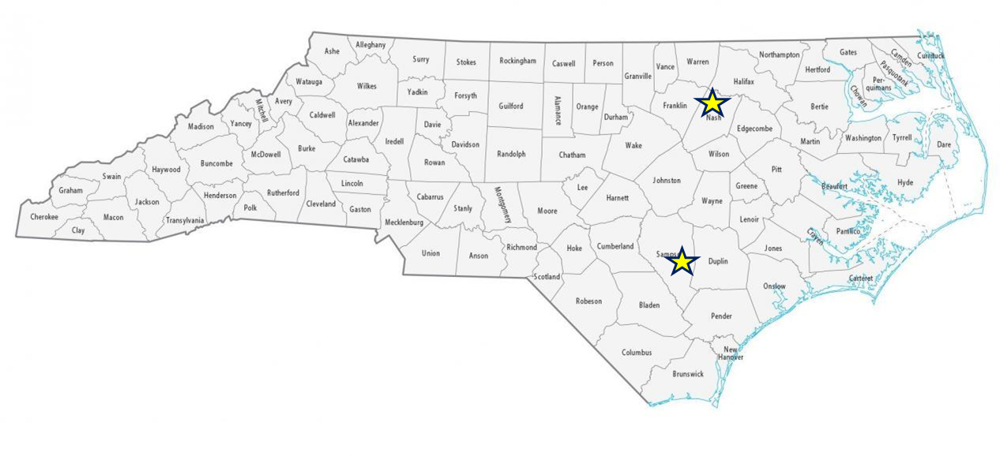 Alleghany
Ashe
Surry
Stokes
Rockingham
Caswell
Person
Vance
Warren
Northampton
Gates
Camden
Currituck
Hertford
Pasquotank
Granville
Halifax
Watauga
Wilkes
Yadkin
Forsyth
Per-
quimans
Chowan
Mitchell
Avery
Guilford
Alamance
Orange
Franklin
Bertie
Caldwell
Durham
Nash
Madison
Yancey
Alexander
Davie
Edgecombe
Iredell
Davidson
Wake
Martin
Washington
Tyrrell
Dare
McDowell
Burke
Catawba
Rowan
Randolph
Chatham
Wilson
Buncombe
Haywood
Pitt
Swain
Lincoln
Johnston
Greene
Beaufort
Hyde
Graham
Henderson
Rutherford
Cabarrus
Montgomery
Lee
Harnett
Wayne
Jackson
Polk
Cleveland
Gaston
Stanly
Moore
Cherokee
Macon
Transylvania
Mecklenburg
Lenoir
Clay
Craven
Pamlico
Union
Anson
Richmond
Hoke
Cumberland
Samp
Duplin
Jones
Scotland
Onslow
Carteret
Robeson
Bladen
Pender
Columbus
New
Hanover
Brunswick